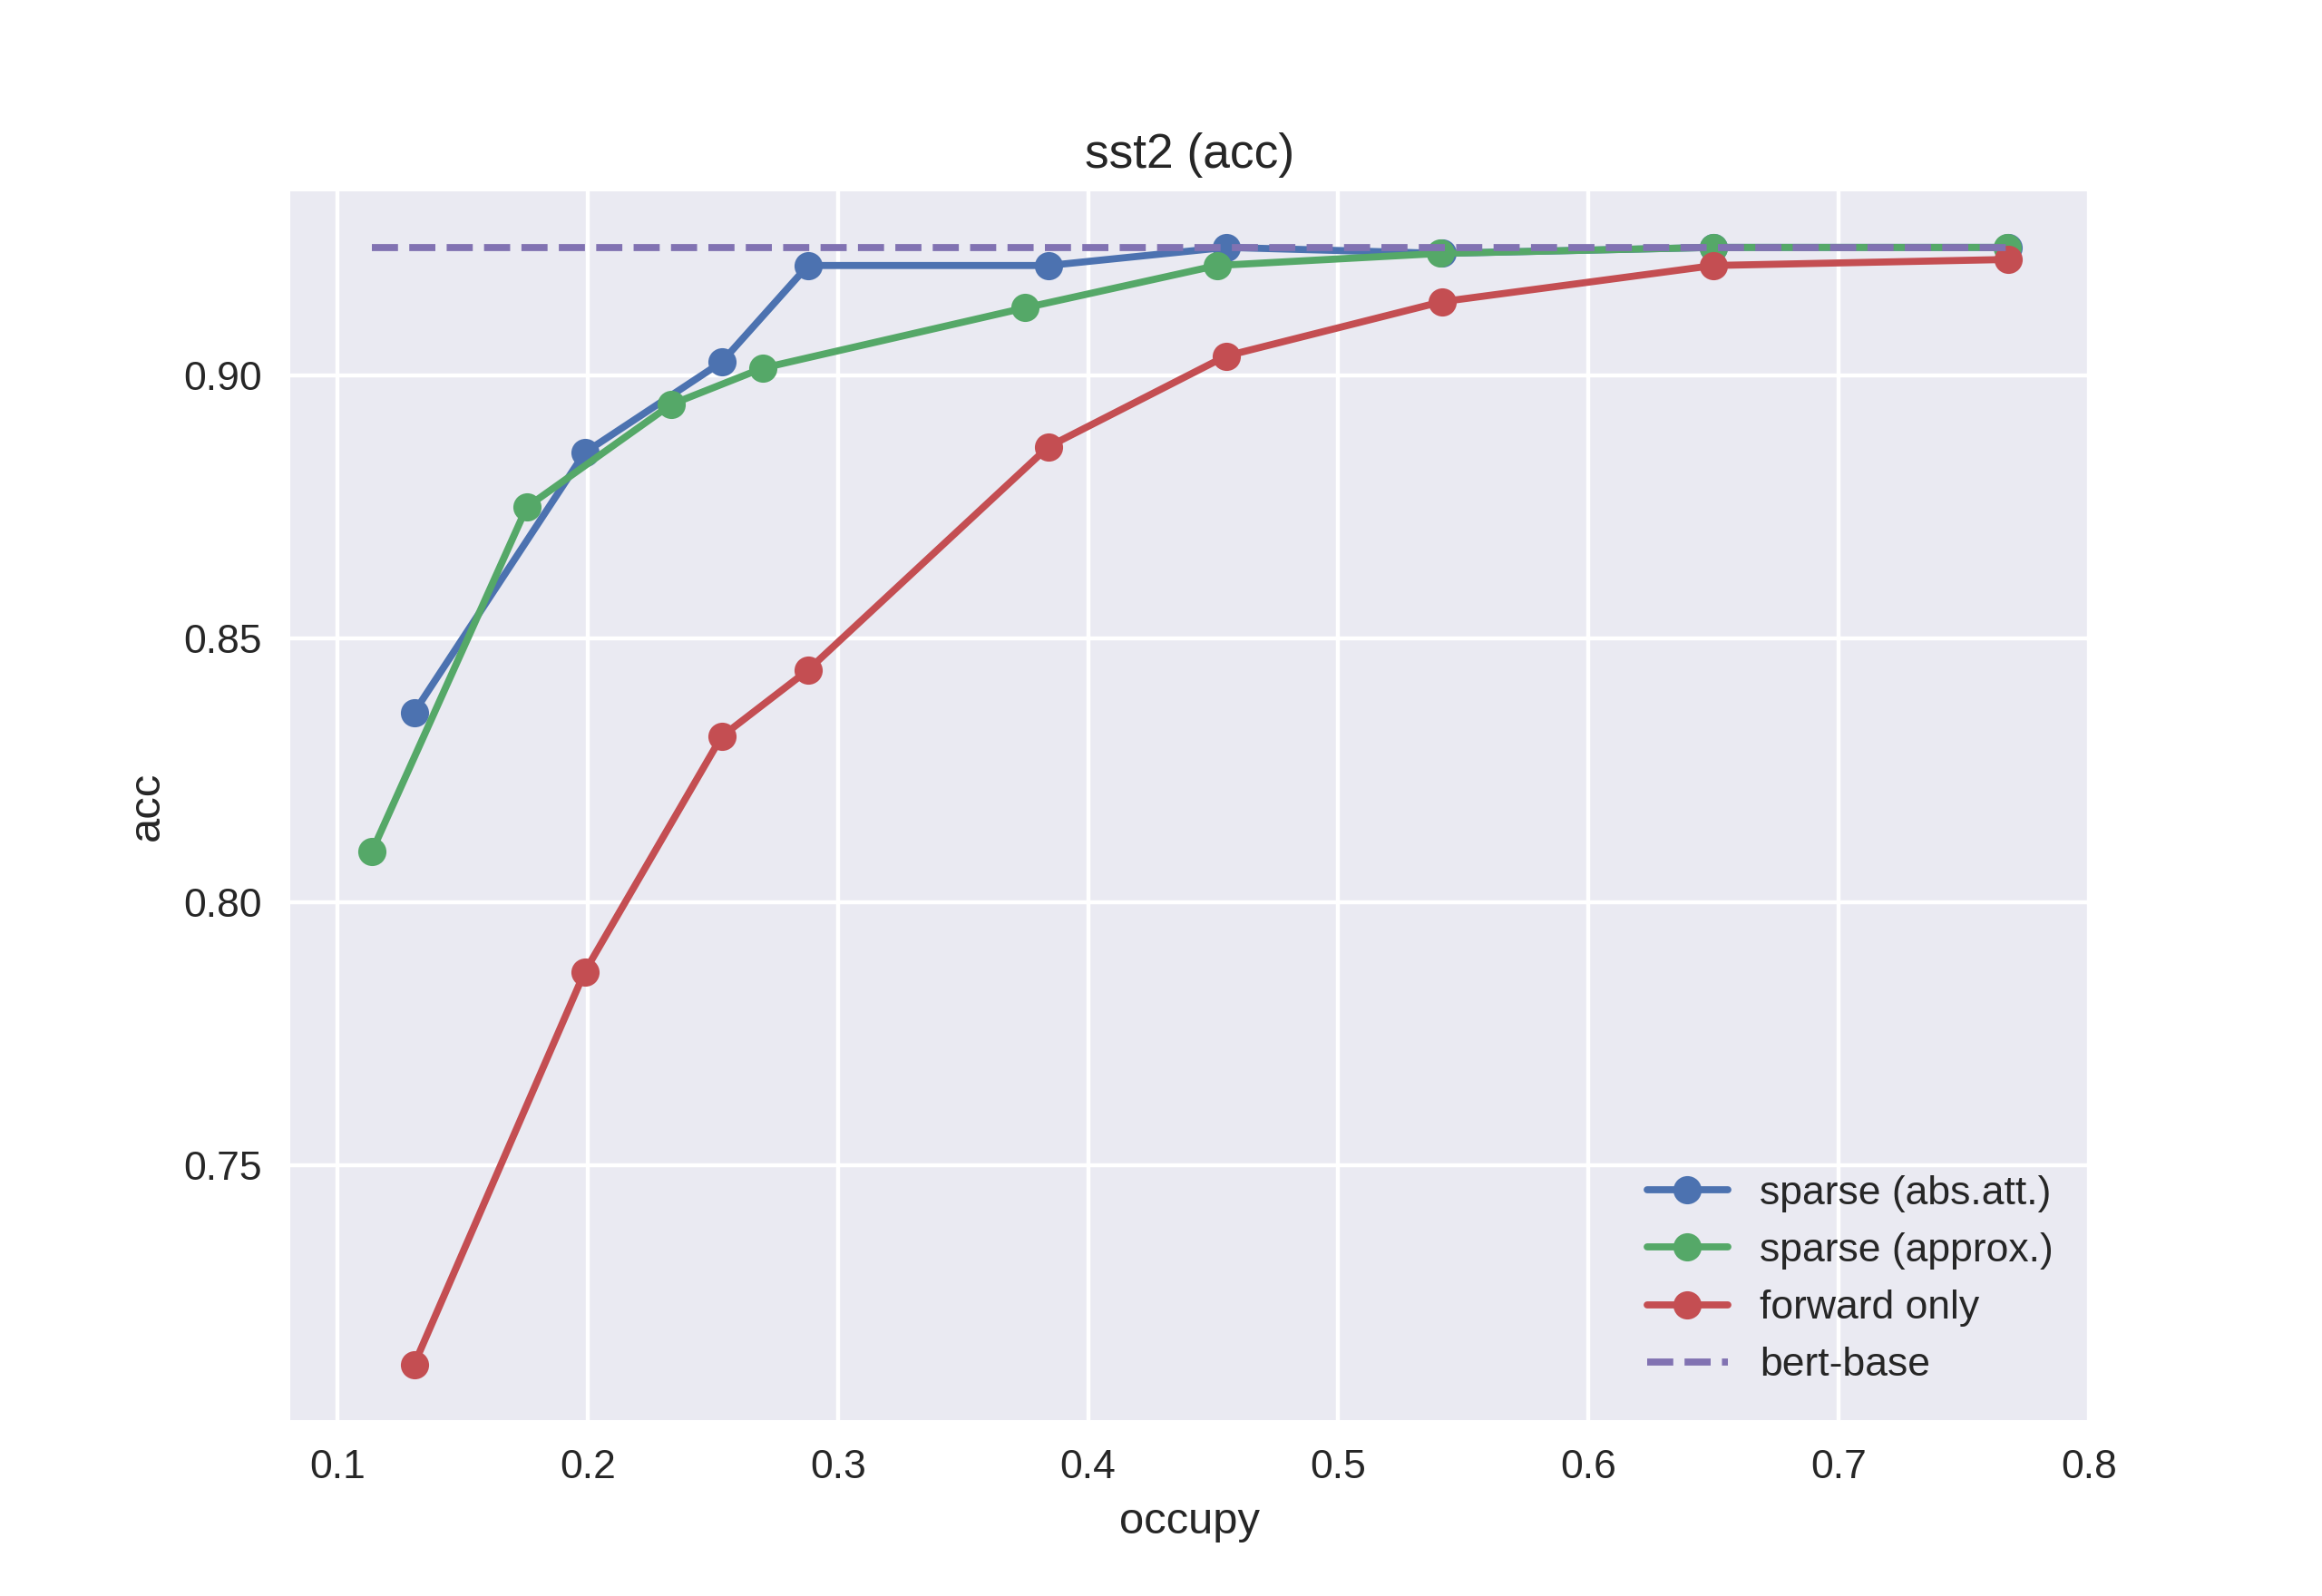 sst2 (acc)
0.90
0.85
0.80
0.75
acc
sparse (abs.att.)
sparse (approx.)
forward only
bert-base
0.1 0.2 0.3 0.4 0.5 0.6 0.7 0.8
occupy